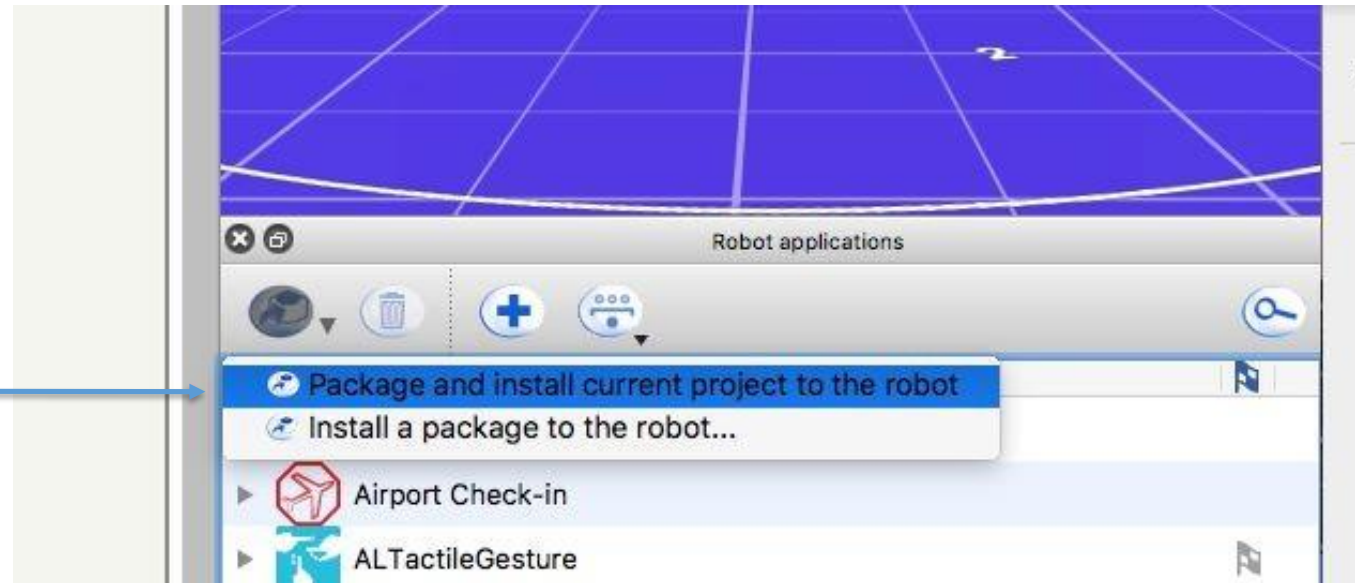 2
Robot applications
Package and install current project to the robot
Install a package to the robot...
Airport Check-in
ALTactileGesture